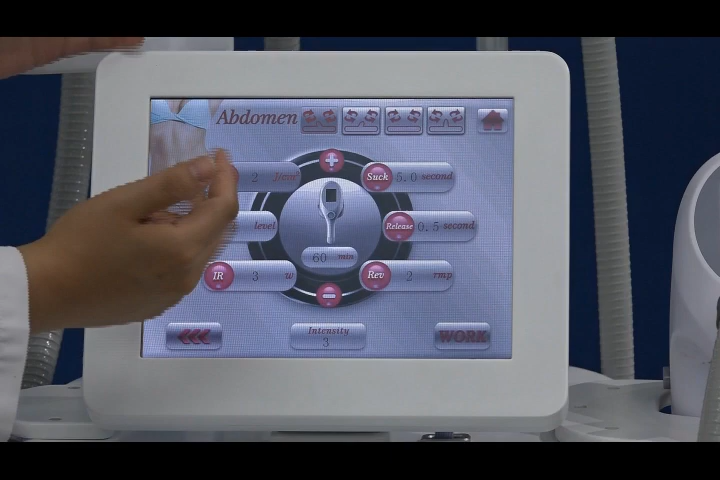 Abdomen
2 J/cm²
Suck 5.0 second
level
Release 0.5 second
60 min
IR 3 w
Rev 2 rmp
Intensity
3
WORK